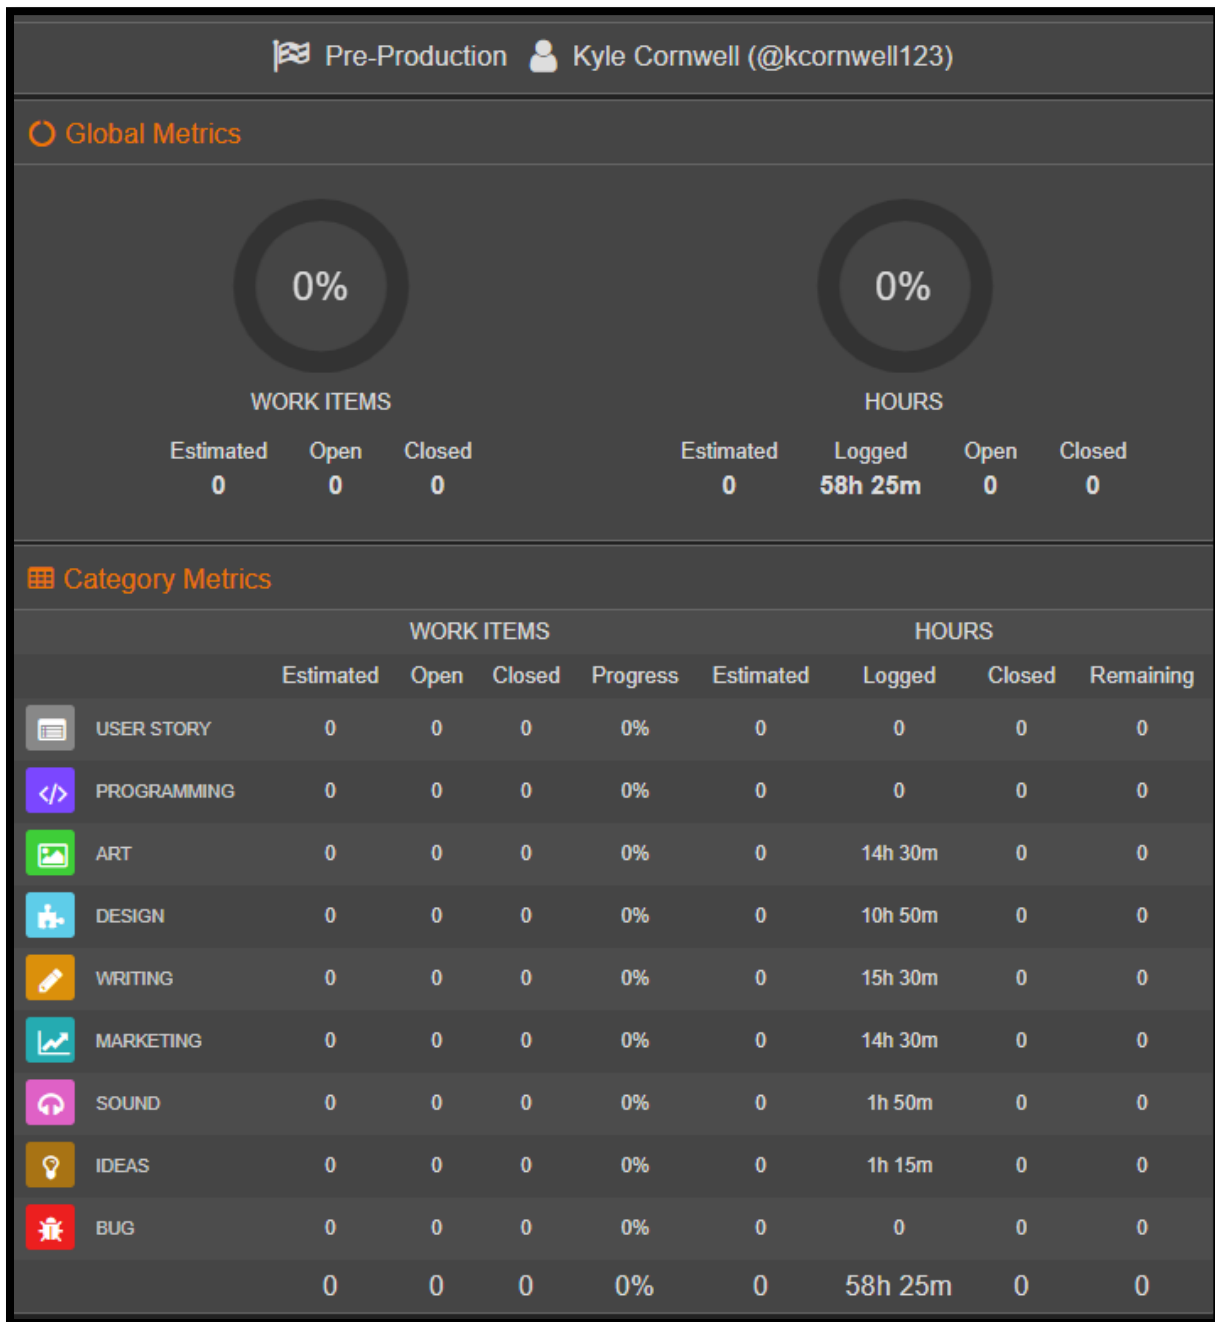 Pre-Production Kyle Cornwell (@kcornwell123)
Global Metrics
0% 0%
WORK ITEMS HOURS
Estimated Open Closed Estimated Logged Open Closed
0 0 0 0 58h 25m 0 0
Category Metrics
WORK ITEMS HOURS
Estimated Open Closed Progress Estimated Logged Closed Remaining
USER STORY 0 0 0 0% 0 0 0 0
</> PROGRAMMING 0 0 0 0% 0 0 0 0
ART 0 0 0 0% 0 14h 30m 0 0
DESIGN 0 0 0 0% 0 10h 50m 0 0
WRITING 0 0 0 0% 0 15h 30m 0 0
MARKETING 0 0 0 0% 0 14h 30m 0 0
SOUND 0 0 0 0% 0 1h 50m 0 0
IDEAS 0 0 0 0% 0 1h 15m 0 0
BUG 0 0 0 0% 0 0 0 0
0 0 0 0% 0 58h 25m 0 0